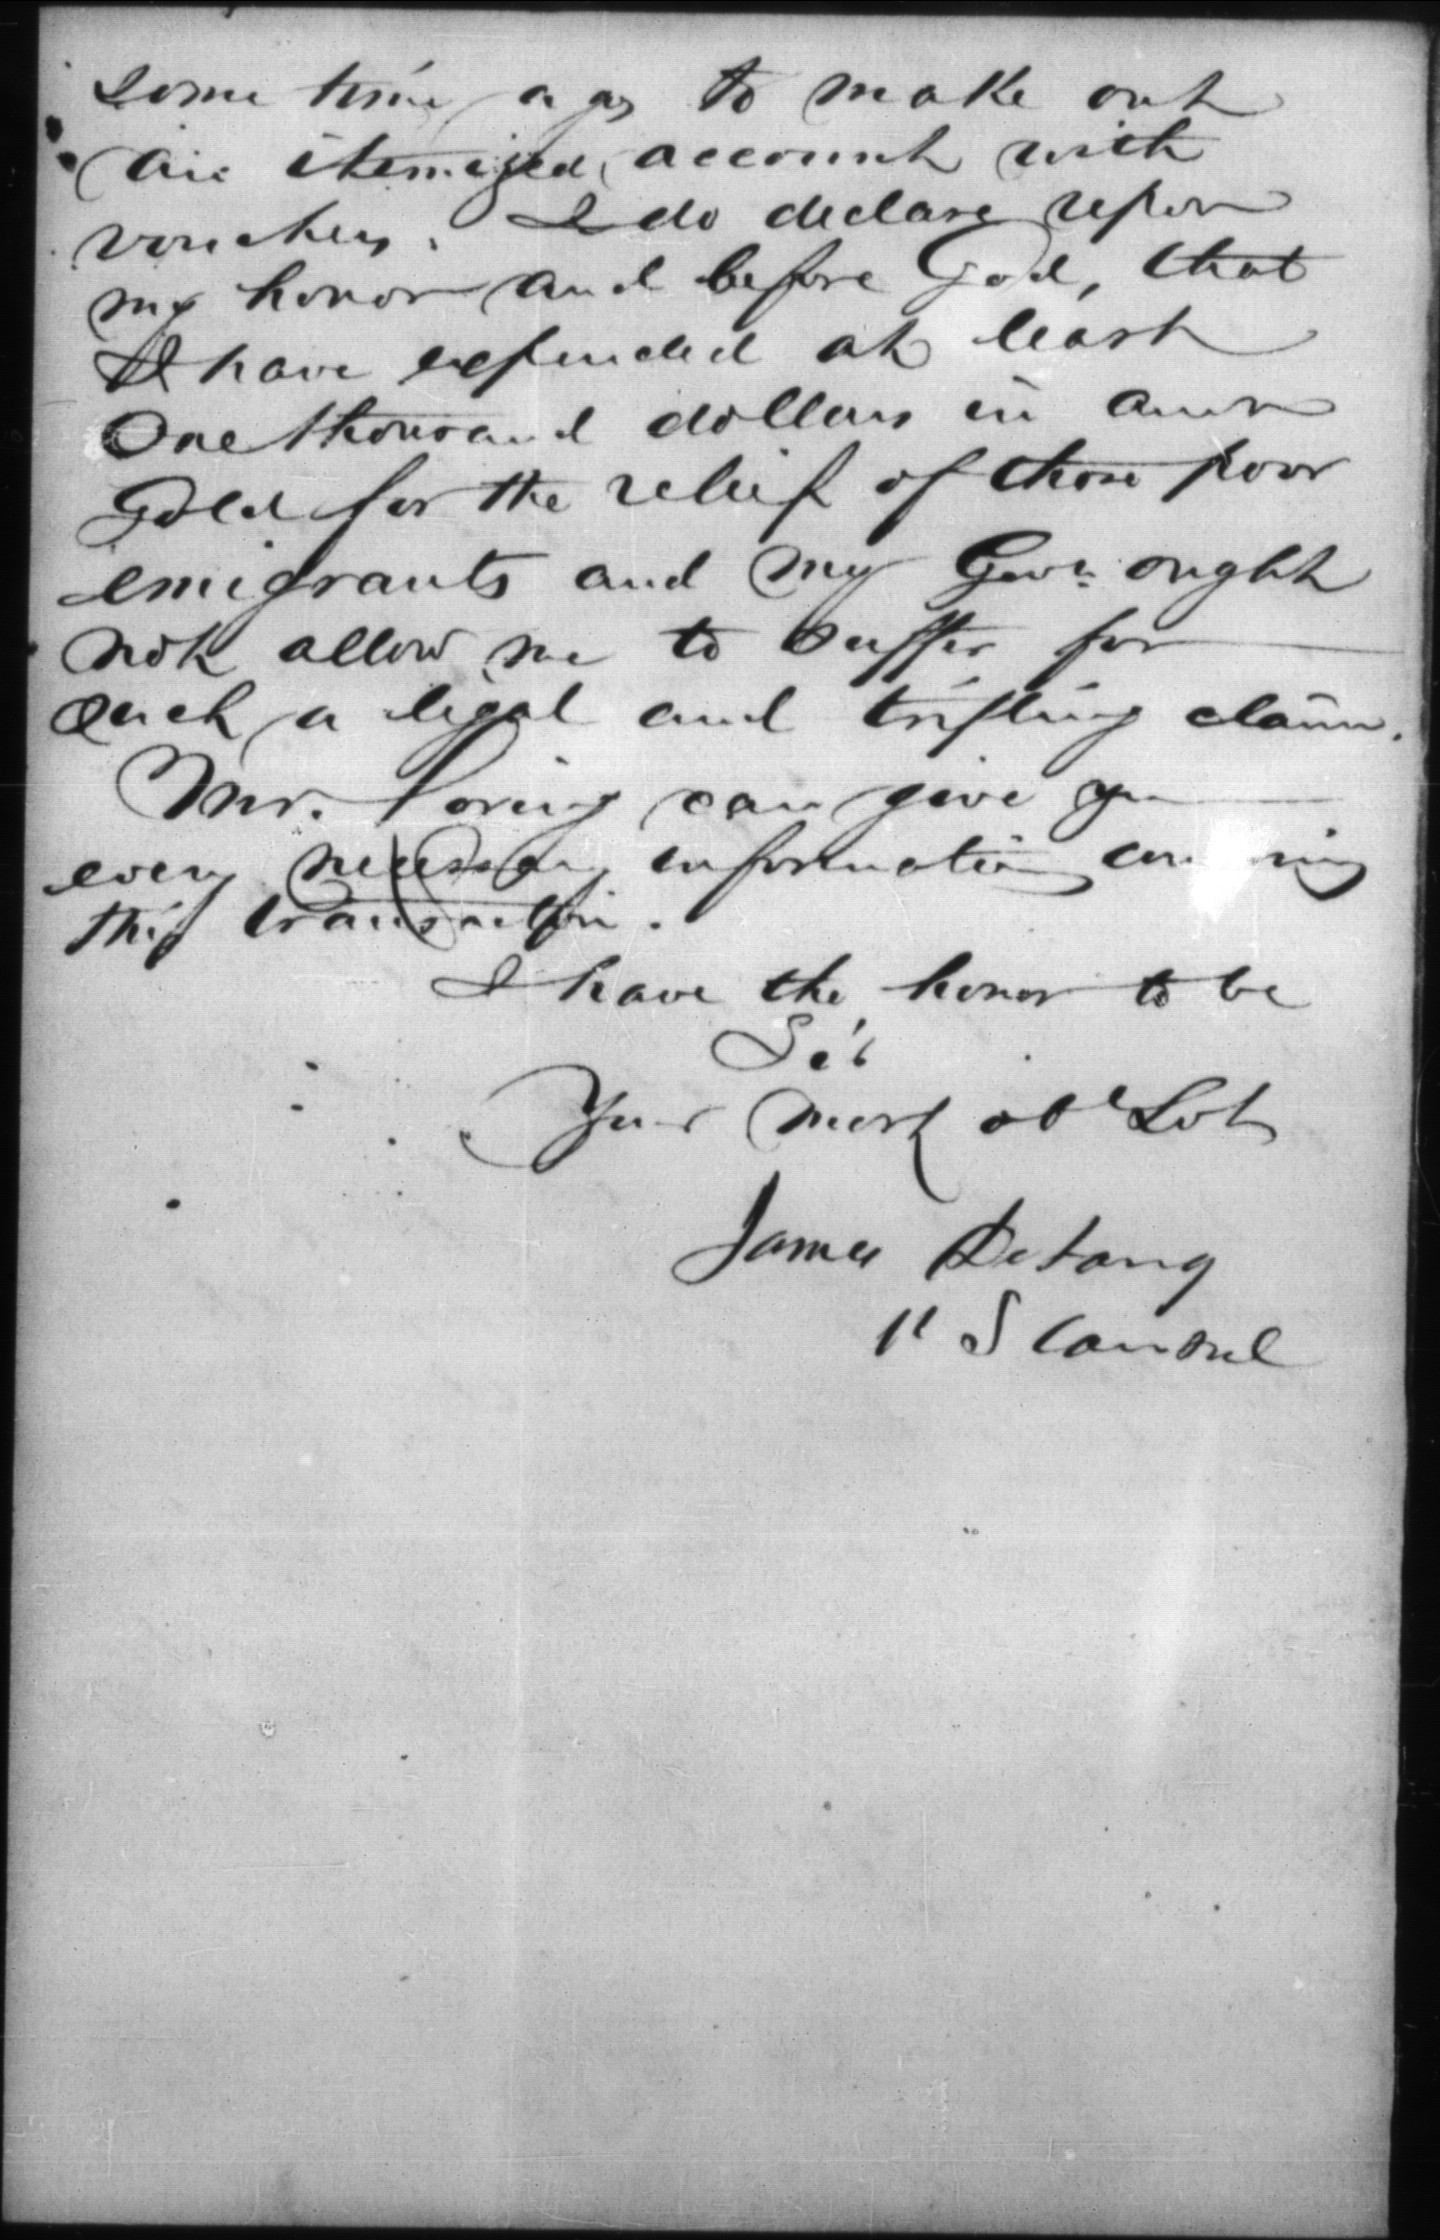 some time ago to make out
an itemized account with
vouchers. I do declare upon
my honor and before God, that
I have expended at least
One thousand dollars in amn
Gold for the relief of those poor
emigrants and my Govt. ought
not allow me to suffer for
such a legal and trifling claim.
Mr. Loring can give you
every necessary information concerning
this transaction.
I have the honor to be
Sir
Your most obt Svt
James DeLong
U S Consul